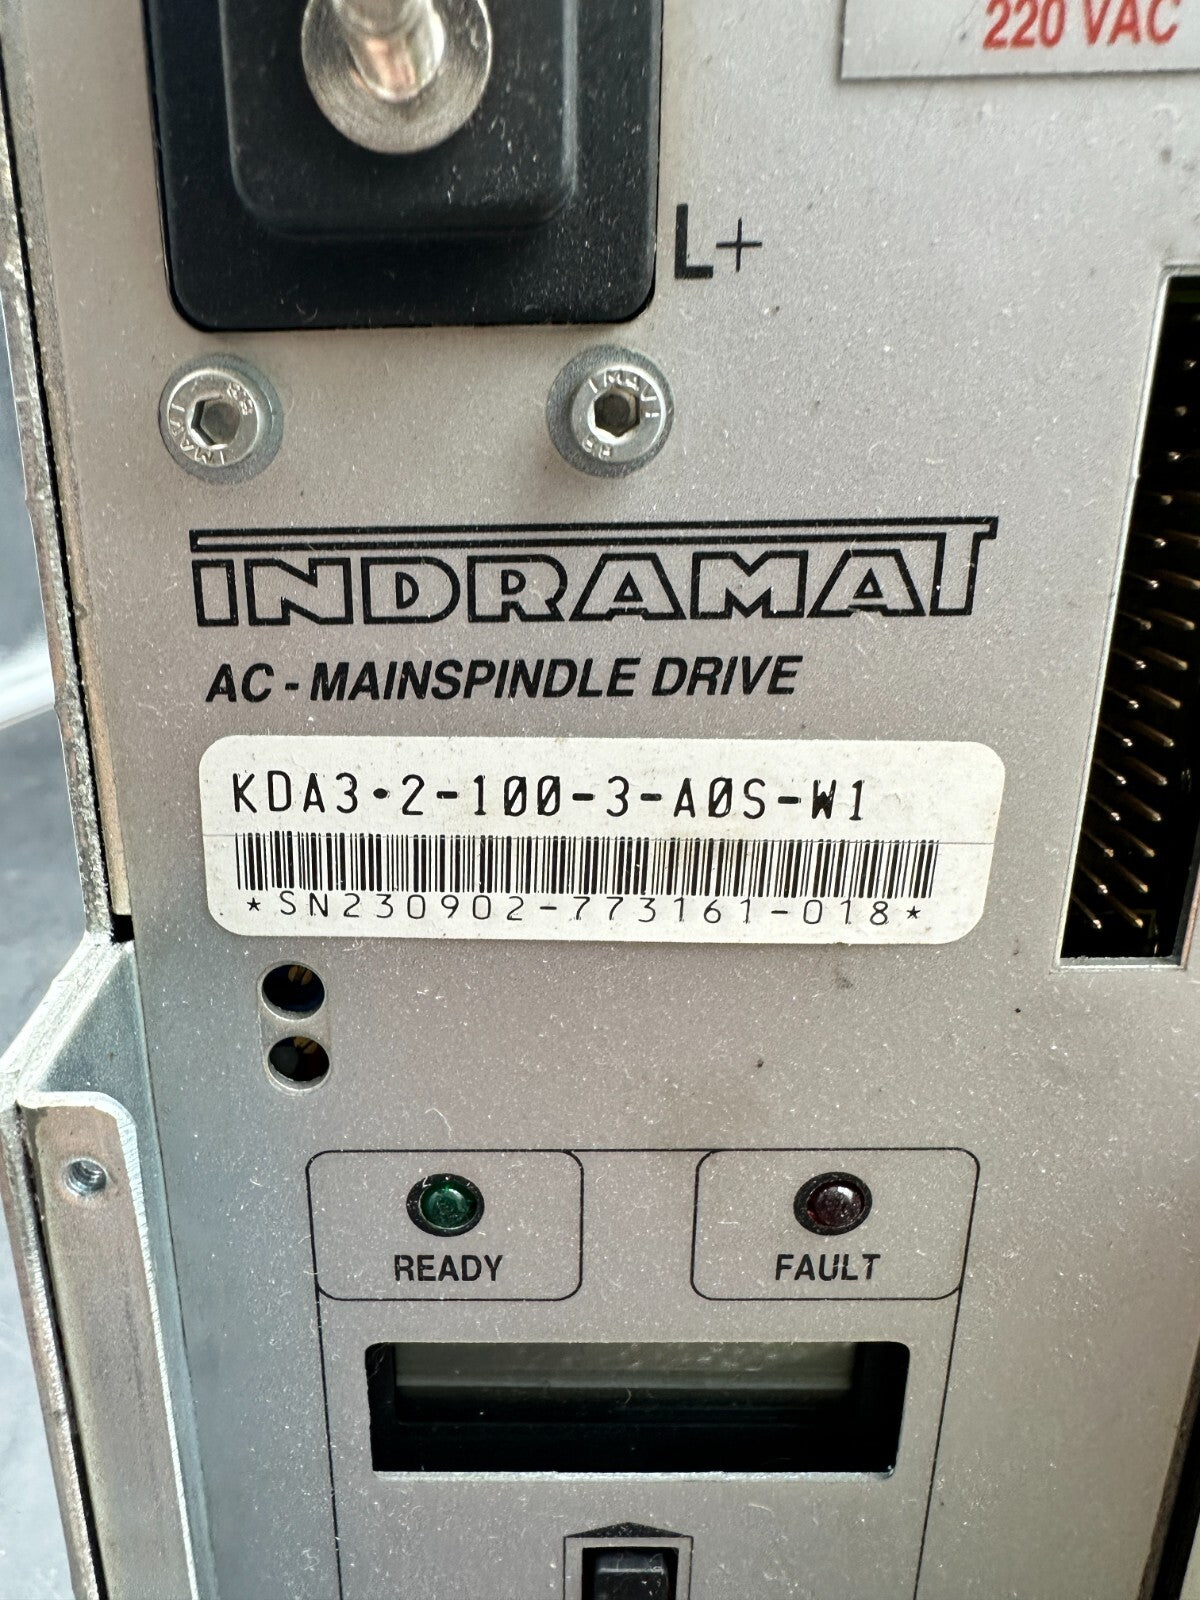 220 VAC
L+
INDRAMAT
AC - MAINSPINDLE DRIVE
KDA3·2-100-3-A0S-W1
*SN230902-773161-018*
READY
FAULT